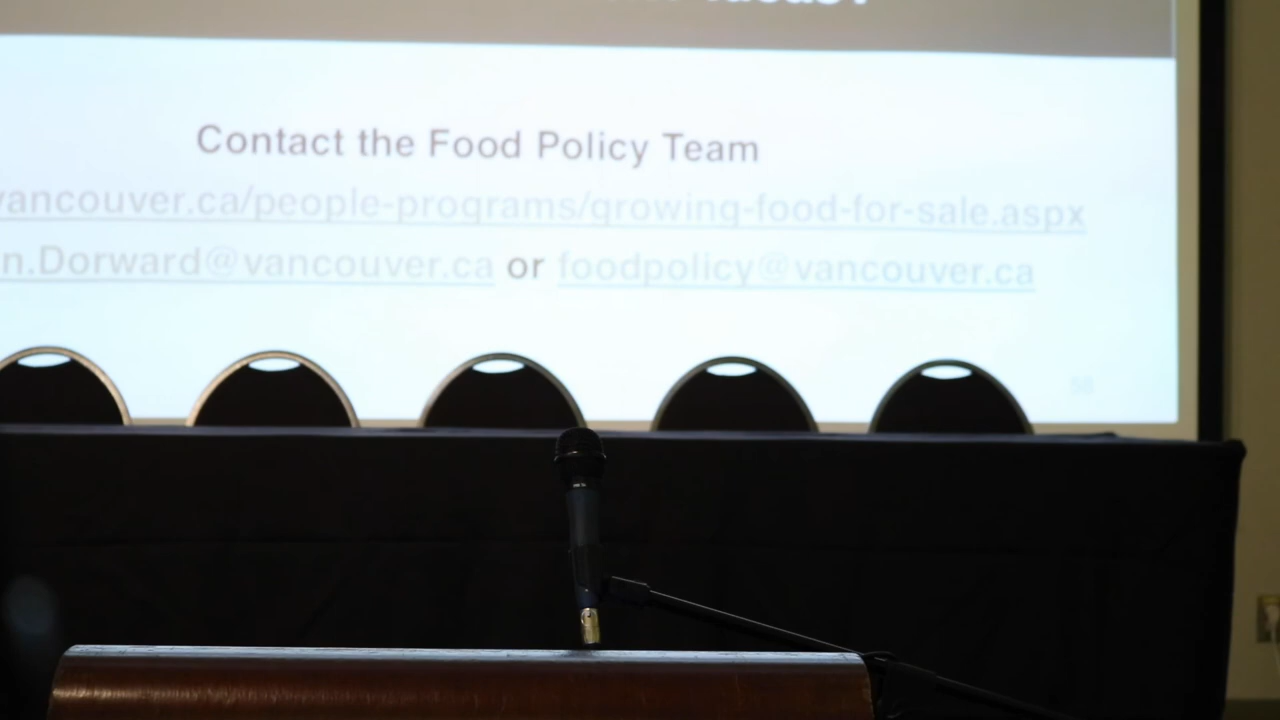 Contact the Food Policy Team
vancouver.ca/people-programs/growing-food-for-sale.aspx
n.Dorward@vancouver.ca or foodpolicy@vancouver.ca